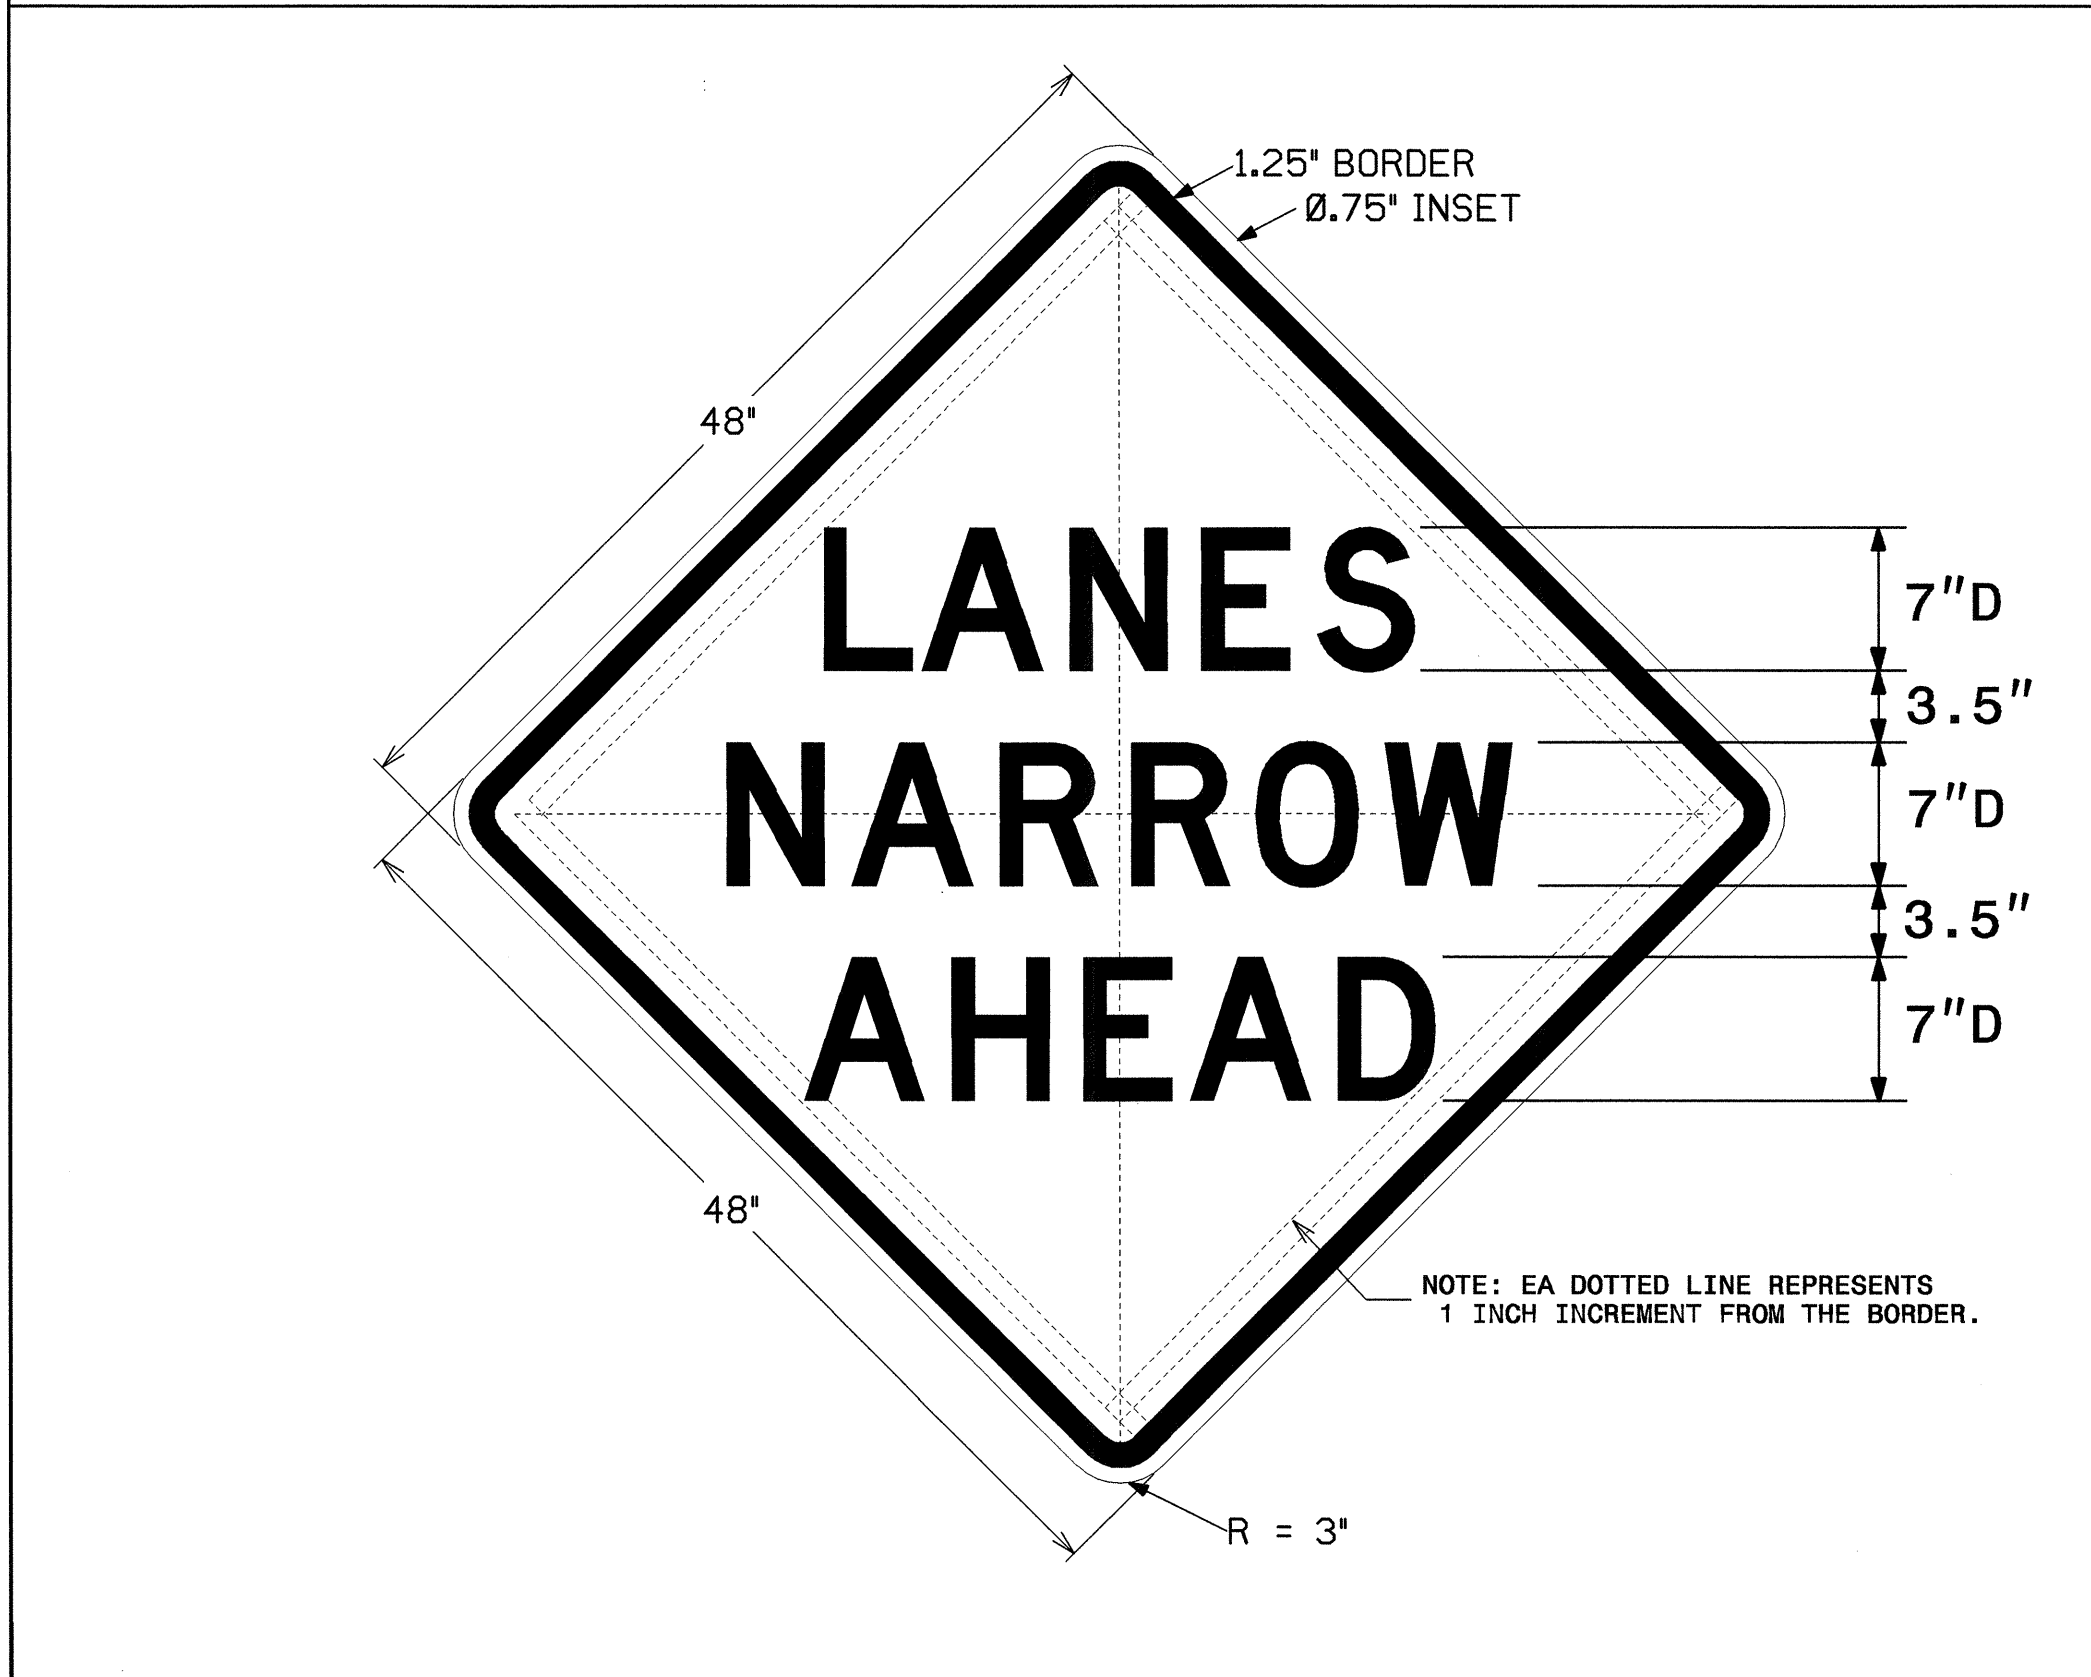 1.25" BORDER
0.75" INSET
48"
LANES
NARROW
AHEAD
7"D
3.5"
7"D
3.5"
7"D
48"
NOTE: EA DOTTED LINE REPRESENTS
1 INCH INCREMENT FROM THE BORDER.
R = 3"